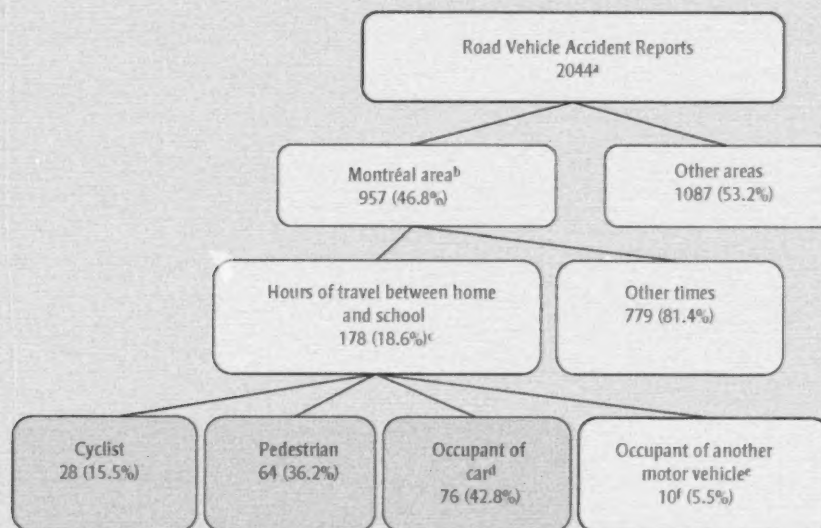 Road Vehicle Accident Reports
2044ᵃ
Montréal areaᵇ
957 (46.8%)
Other areas
1087 (53.2%)
Hours of travel between home
and school
178 (18.6%)ᶜ
Other times
779 (81.4%)
Cyclist
28 (15.5%)
Pedestrian
64 (36.2%)
Occupant of
carᵈ
76 (42.8%)
Occupant of another
motor vehicleᵉ
10ᶠ (5.5%)